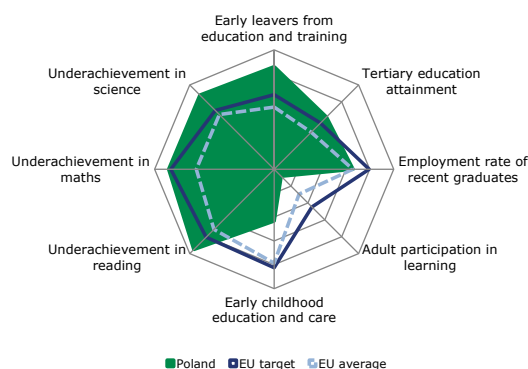 Early leavers from
education and training
Tertiary education
attainment
Employment rate of
recent graduates
Adult participation in
learning
Early childhood
education and care
Underachievement in
reading
Underachievement in
maths
Underachievement in
science
Poland
EU target
EU average